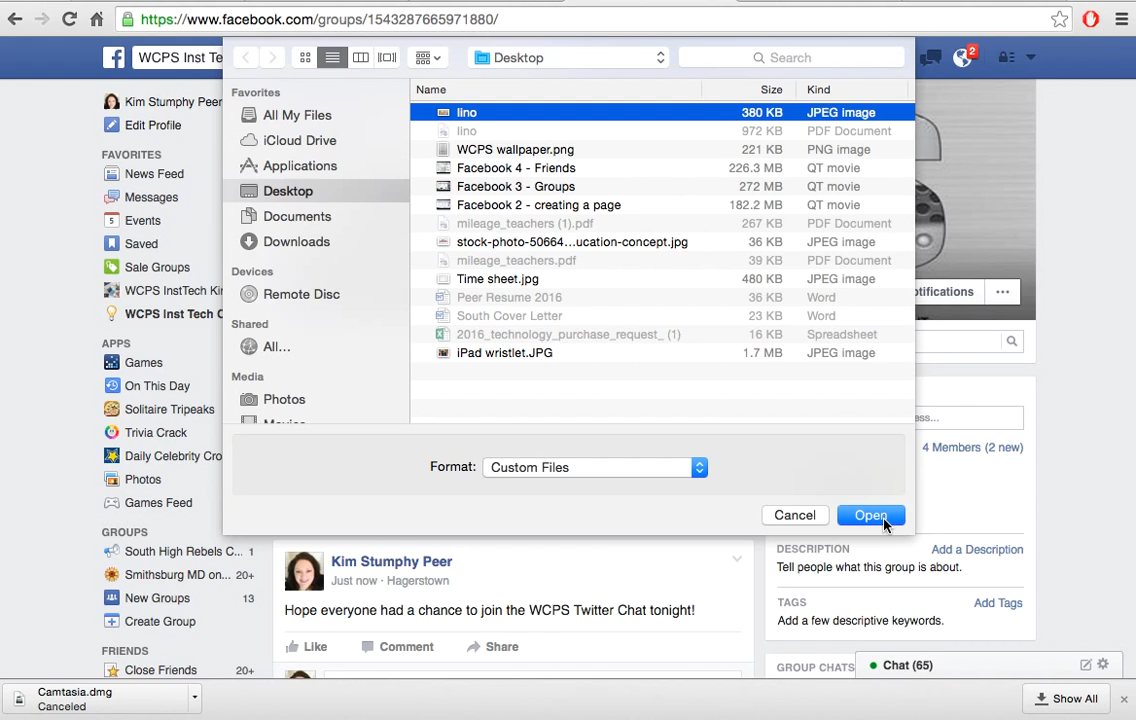 https://www.facebook.com/groups/1543287665971880/
WCPS Inst Te
Desktop
Search
2
Kim Stumphy Peer
Edit Profile
FAVORITES
News Feed
Messages
5 Events
Saved
Sale Groups
WCPS InstTech Kin
WCPS Inst Tech C
APPS
Games
On This Day
Solitaire Tripeaks
Trivia Crack
Daily Celebrity Cro
Photos
Games Feed
GROUPS
South High Rebels C... 1
Smithsburg MD on... 20+
New Groups 13
Create Group
FRIENDS
Close Friends 20+
Favorites
All My Files
iCloud Drive
Applications
Desktop
Documents
Downloads
Devices
Remote Disc
Shared
All...
Media
Photos
Name Size Kind
lino 380 KB JPEG image
lino 972 KB PDF Document
WCPS wallpaper.png 221 KB PNG image
Facebook 4 - Friends 226.3 MB QT movie
Facebook 3 - Groups 272 MB QT movie
Facebook 2 - creating a page 182.2 MB QT movie
mileage_teachers (1).pdf 267 KB PDF Document
stock-photo-50664...ucation-concept.jpg 36 KB JPEG image
mileage_teachers.pdf 39 KB PDF Document
Time sheet.jpg 480 KB JPEG image
Peer Resume 2016 36 KB Word
South Cover Letter 23 KB Word
2016_technology_purchase_request_ (1) 16 KB Spreadsheet
iPad wristlet.JPG 1.7 MB JPEG image
Format: Custom Files
Cancel Open
otifications
ess...
4 Members (2 new)
DESCRIPTION Add a Description
Tell people what this group is about.
TAGS Add Tags
Add a few descriptive keywords.
GROUP CHATS
Chat (65)
Kim Stumphy Peer
Just now · Hagerstown
Hope everyone had a chance to join the WCPS Twitter Chat tonight!
Like Comment Share
Camtasia.dmg
Canceled
Show All